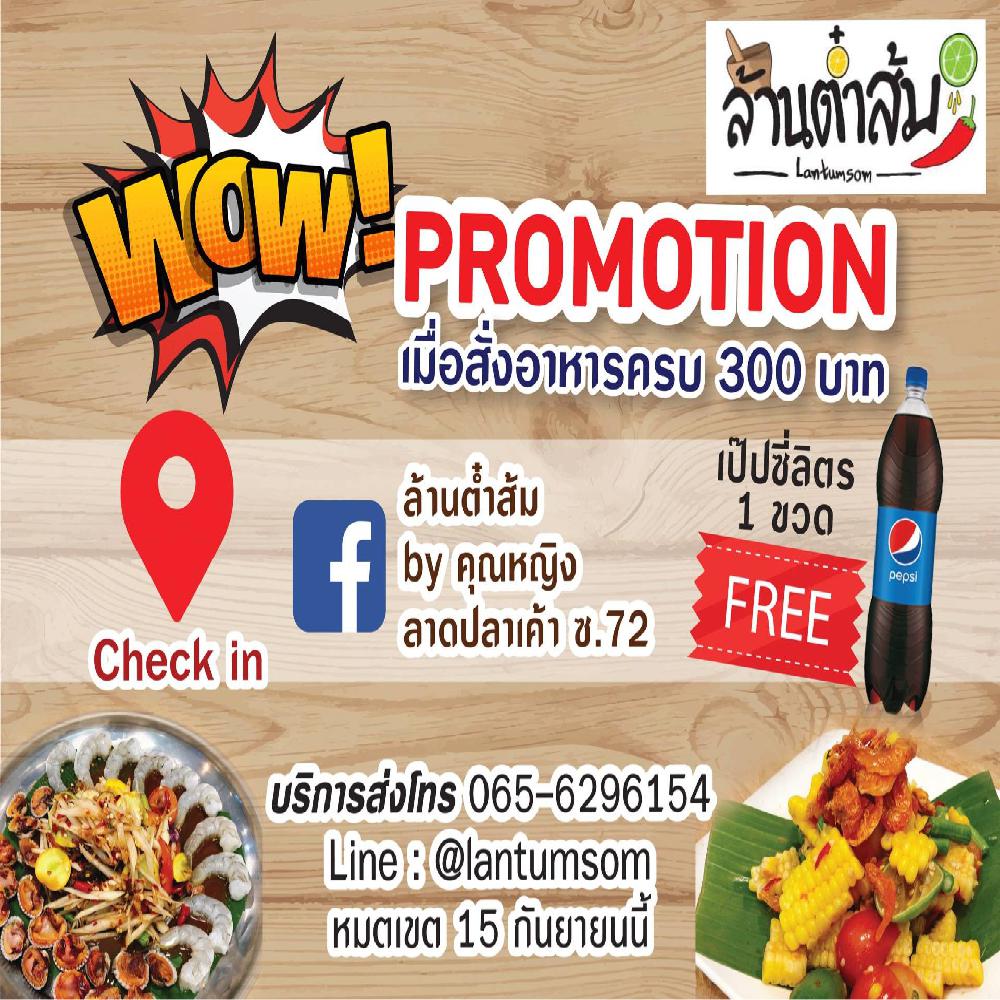 ล้านตำส้ม
Lantumsom
WOW!
PROMOTION
เมื่อสั่งอาหารครบ 300 บาท
เป๊ปซี่ลิตร
1 ขวด
FREE
pepsi
ล้านตำส้ม
by คุณหญิง
ลาดปลาเค้า ซ.72
Check in
บริการส่งโทร 065-6296154
Line : @lantumsom
หมดเขต 15 กันยายนนี้